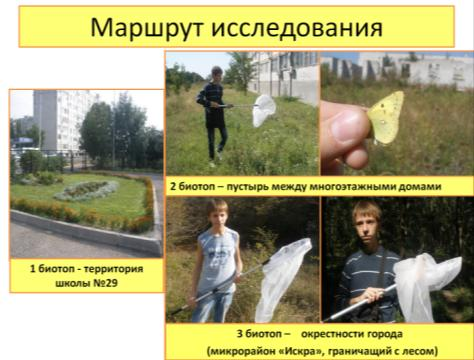 Маршрут исследования
2 биотоп – пустырь между многоэтажными домами
1 биотоп - территория
школы №29
3 биотоп – окрестности города
(микрорайон «Искра», граничащий с лесом)